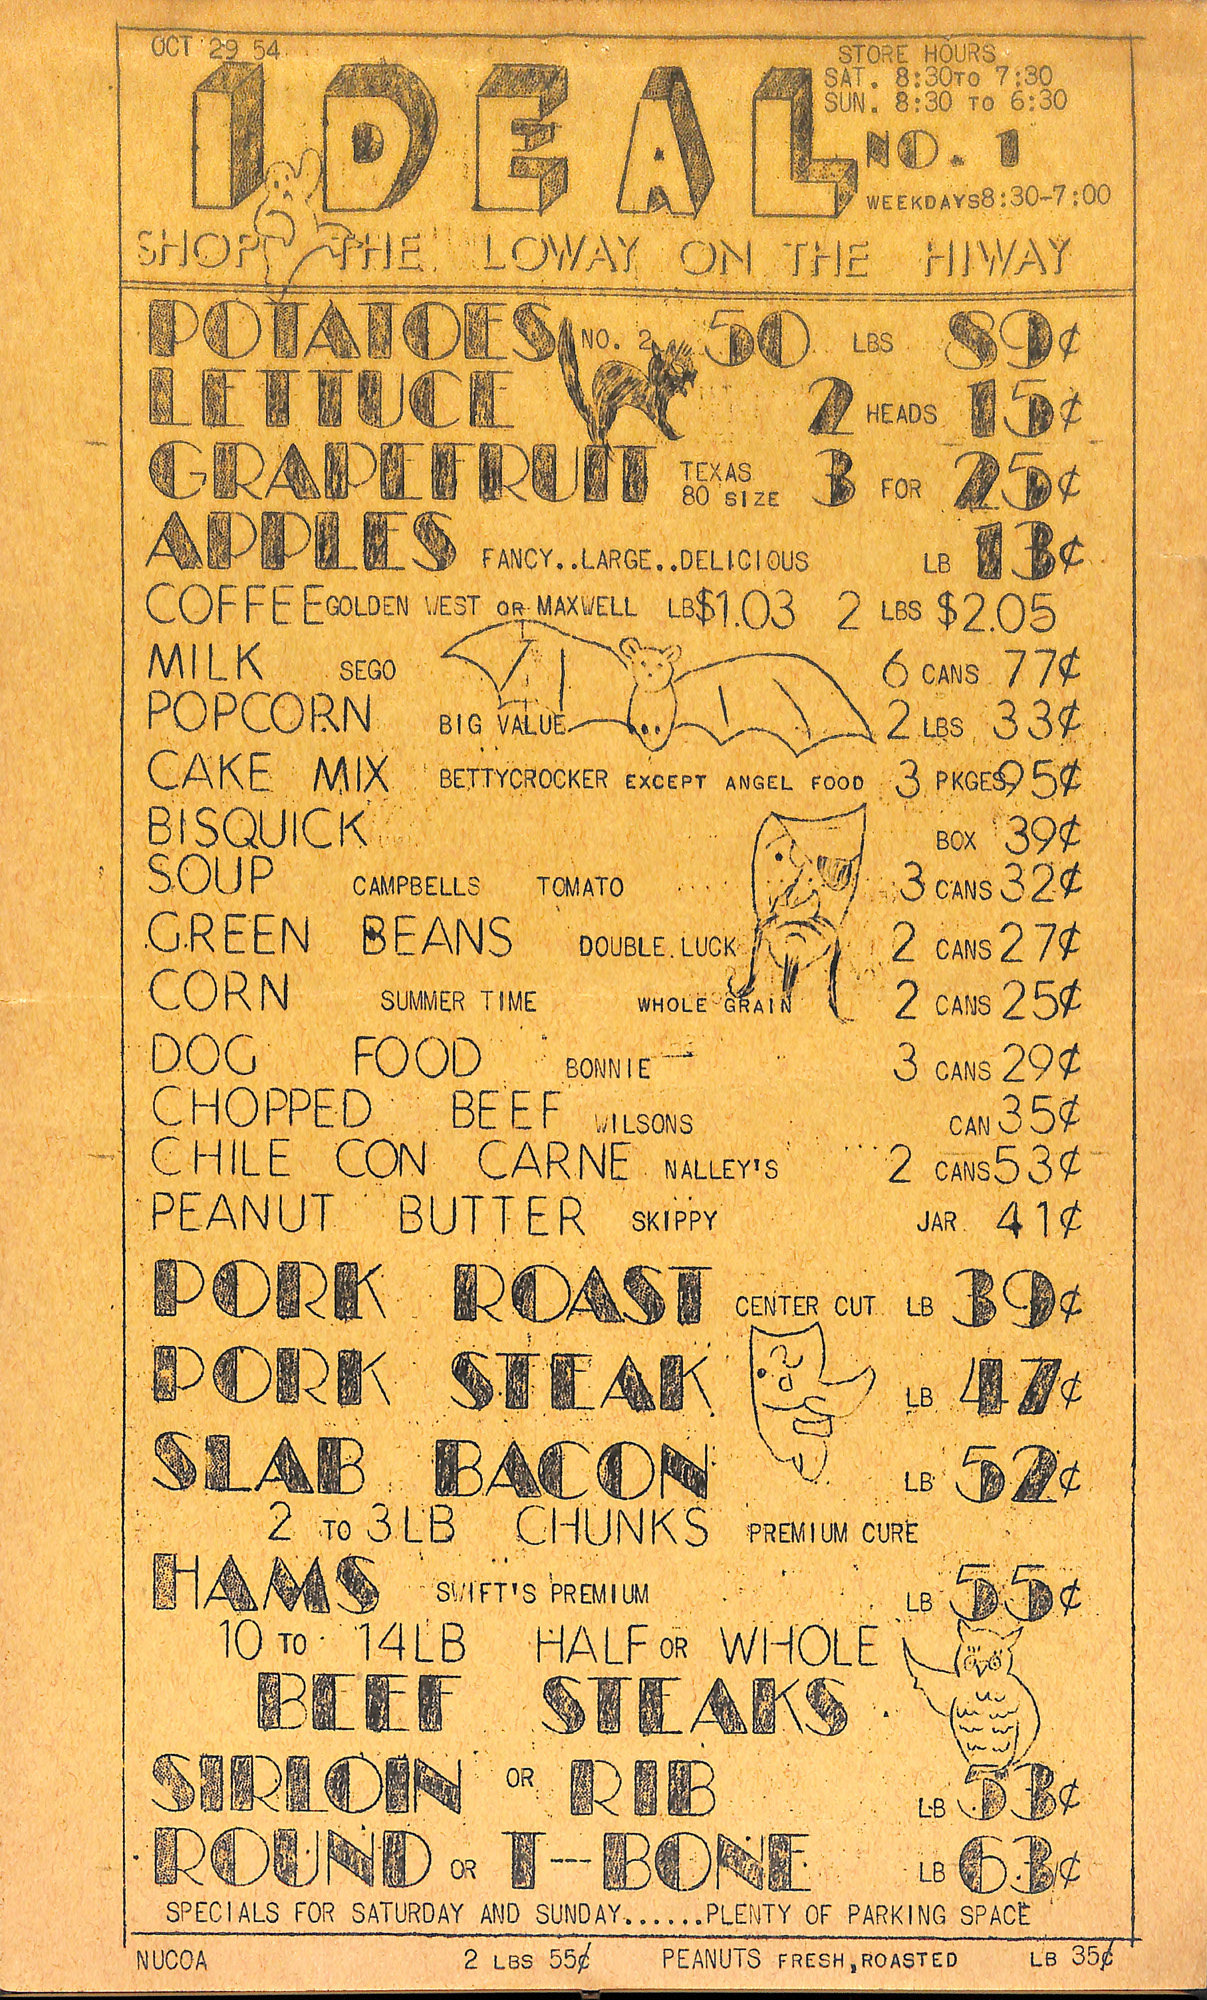 OCT 29 54
STORE HOURS
SAT. 8:30 TO 7:30
SUN. 8:30 TO 6:30
IDEAL
NO. 1
WEEKDAYS 8:30-7:00
SHOP THE LOWAY ON THE HIWAY
POTATOES NO. 2 50 LBS 89¢
LETTUCE 2 HEADS 15¢
GRAPEFRUIT TEXAS 80 SIZE 3 FOR 25¢
APPLES FANCY..LARGE..DELICIOUS LB 13¢
COFFEE GOLDEN WEST OR MAXWELL LB $1.03 2 LBS $2.05
MILK SEGO 6 CANS 77¢
POPCORN BIG VALUE 2 LBS 33¢
CAKE MIX BETTYCROCKER EXCEPT ANGEL FOOD 3 PKGES 95¢
BISQUICK BOX 39¢
SOUP CAMPBELLS TOMATO 3 CANS 32¢
GREEN BEANS DOUBLE LUCK 2 CANS 27¢
CORN SUMMER TIME WHOLE GRAIN 2 CANS 25¢
DOG FOOD BONNIE 3 CANS 29¢
CHOPPED BEEF WILSONS CAN 35¢
CHILE CON CARNE NALLEY'S 2 CANS 53¢
PEANUT BUTTER SKIPPY JAR 41¢
PORK ROAST CENTER CUT LB 39¢
PORK STEAK LB 47¢
SLAB BACON LB 52¢
2 TO 3 LB CHUNKS PREMIUM CURE
HAMS SWIFT'S PREMIUM LB 55¢
10 TO 14 LB HALF OR WHOLE
BEEF STEAKS
SIRLOIN OR RIB LB 53¢
ROUND OR T---BONE LB 63¢
SPECIALS FOR SATURDAY AND SUNDAY......PLENTY OF PARKING SPACE
NUCOA 2 LBS 55¢ PEANUTS FRESH,ROASTED LB 35¢